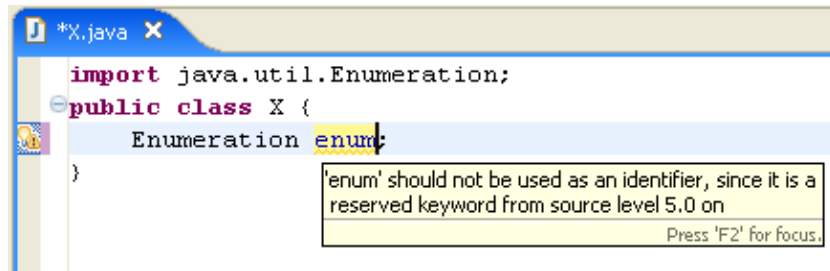 *X.java
import java.util.Enumeration;
public class X {
Enumeration enum;
}
'enum' should not be used as an identifier, since it is a
reserved keyword from source level 5.0 on
Press 'F2' for focus.